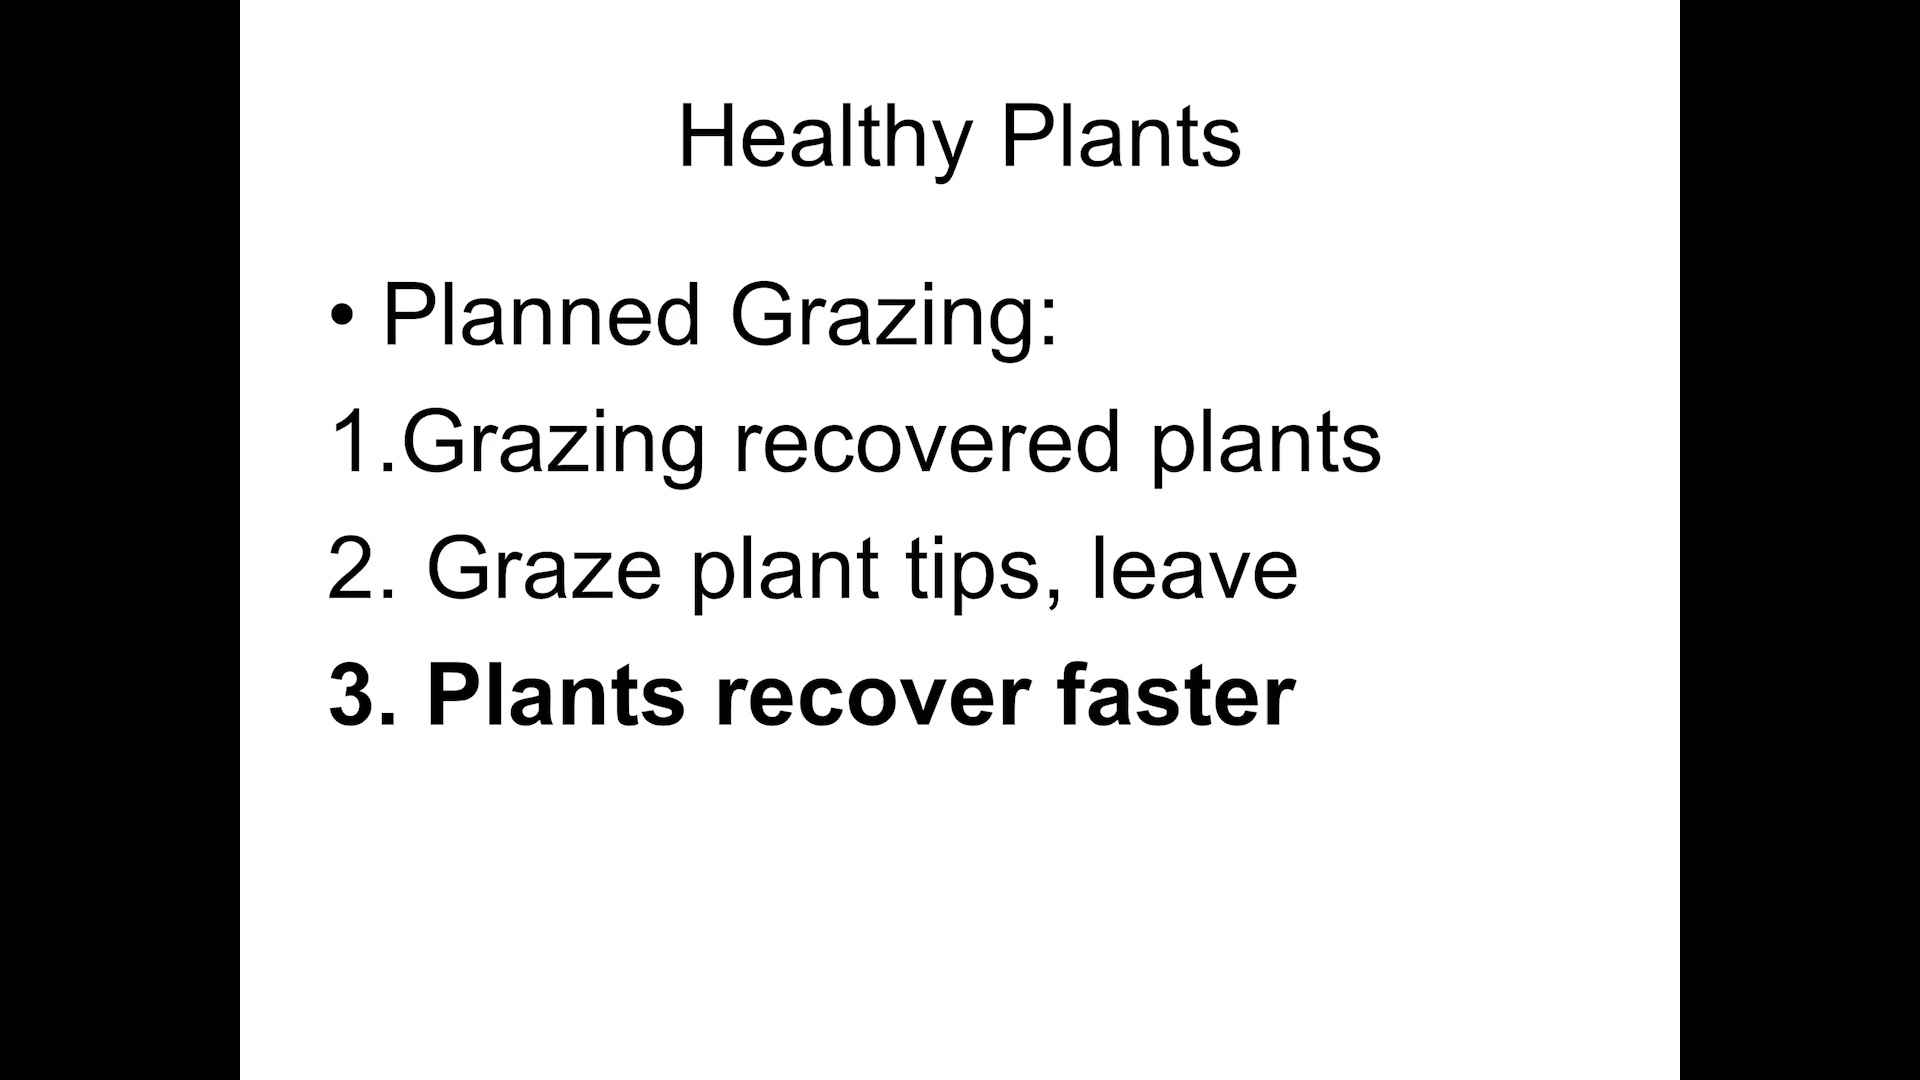 Healthy Plants
• Planned Grazing:
1.Grazing recovered plants
2. Graze plant tips, leave
3. Plants recover faster